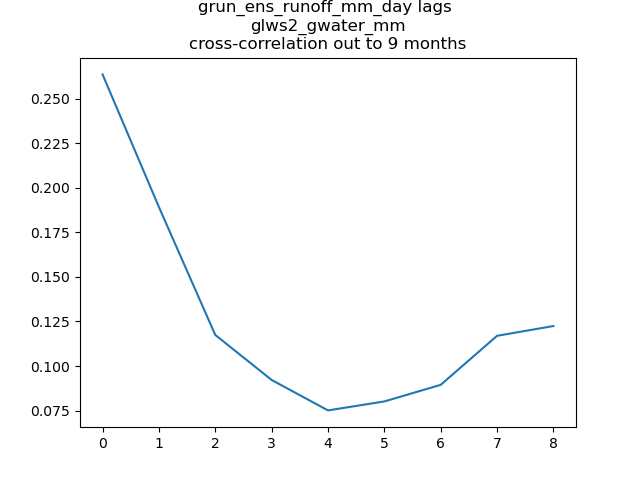 grun_ens_runoff_mm_day lags
glws2_gwater_mm
cross-correlation out to 9 months
0.250
0.225
0.200
0.175
0.150
0.125
0.100
0.075
0 1 2 3 4 5 6 7 8